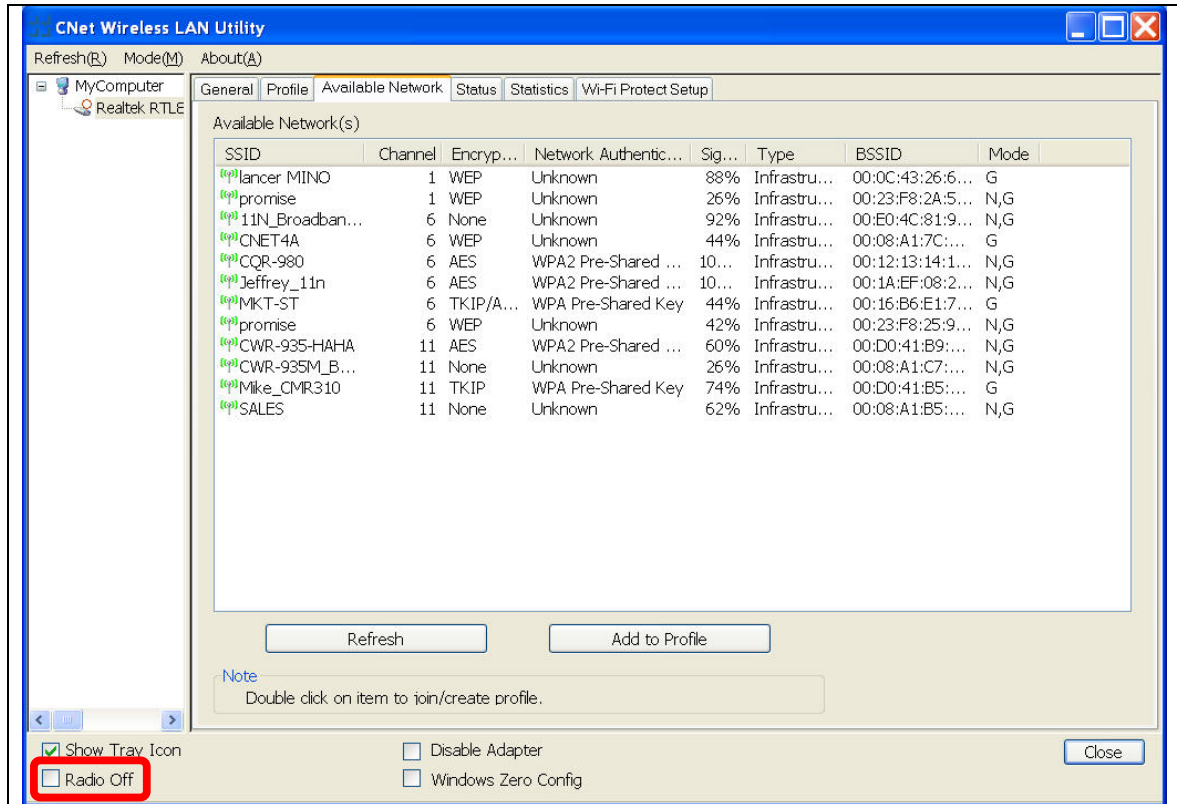 CNet Wireless LAN Utility
Refresh(R) Mode(M) About(A)
MyComputer
Realtek RTL8
General Profile Available Network Status Statistics Wi-Fi Protect Setup
Available Network(s)
SSID Channel Encryp... Network Authentic... Sig... Type BSSID Mode
lancer MINO 1 WEP Unknown 88% Infrastru... 00:0C:43:26:6... G
promise 1 WEP Unknown 26% Infrastru... 00:23:F8:2A:5... N,G
11N_Broadban... 6 None Unknown 92% Infrastru... 00:E0:4C:81:9... N,G
CNET4A 6 WEP Unknown 44% Infrastru... 00:08:A1:7C:... G
CQR-980 6 AES WPA2 Pre-Shared ... 10... Infrastru... 00:12:13:14:1... N,G
Jeffrey_11n 6 AES WPA2 Pre-Shared ... 10... Infrastru... 00:1A:EF:08:2... N,G
MKT-ST 6 TKIP/A... WPA Pre-Shared Key 44% Infrastru... 00:16:B6:E1:7... G
promise 6 WEP Unknown 42% Infrastru... 00:23:F8:25:9... N,G
CWR-935-HAHA 11 AES WPA2 Pre-Shared ... 60% Infrastru... 00:D0:41:B9:... N,G
CWR-935M_B... 11 None Unknown 26% Infrastru... 00:08:A1:C7:... N,G
Mike_CMR310 11 TKIP WPA Pre-Shared Key 74% Infrastru... 00:D0:41:B5:... G
SALES 11 None Unknown 62% Infrastru... 00:08:A1:B5:... N,G
Refresh Add to Profile
Note
Double click on item to join/create profile.
Show Tray Icon Disable Adapter Close
Radio Off Windows Zero Config